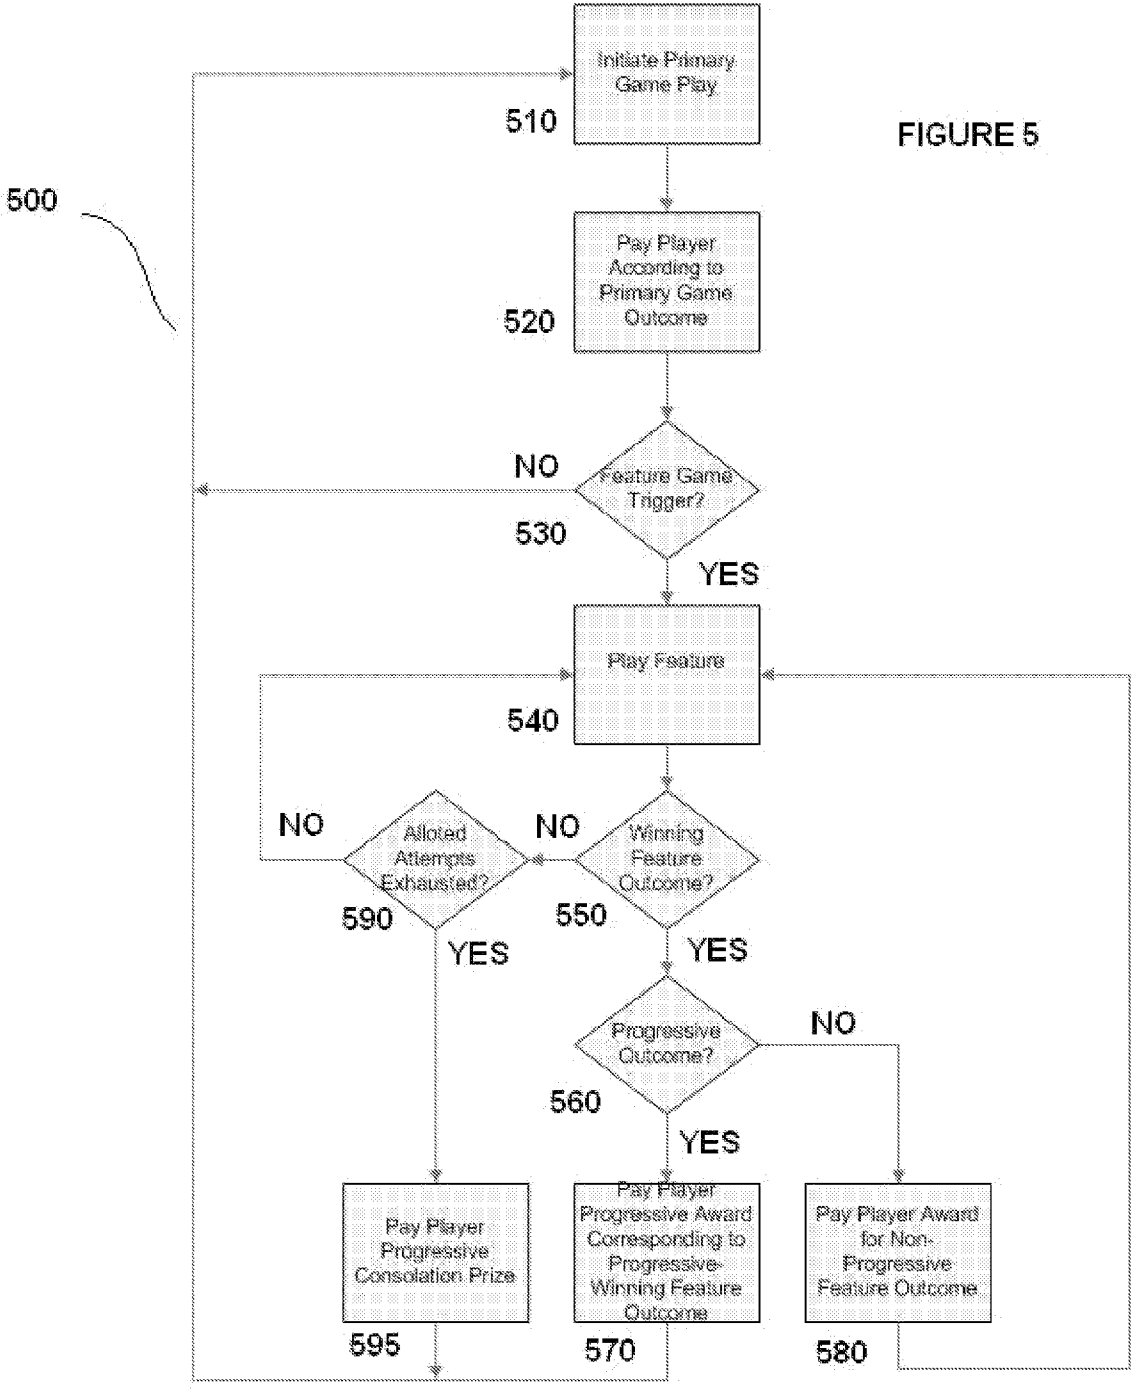 Initiate Primary
Game Play
510
FIGURE 5
500
Pay Player
According to
Primary Game
Outcome
520
NO
Feature Game
Trigger?
530
YES
Play Feature
540
NO
Alloted
Attempts
Exhausted?
590
NO
Winning
Feature
Outcome?
550
YES
YES
Progressive
Outcome?
NO
560
YES
Pay Player
Progressive
Consolation Prize
595
Pay Player
Progressive Award
Corresponding to
Progressive-
Winning Feature
Outcome
570
Pay Player Award
for Non-
Progressive
Feature Outcome
580